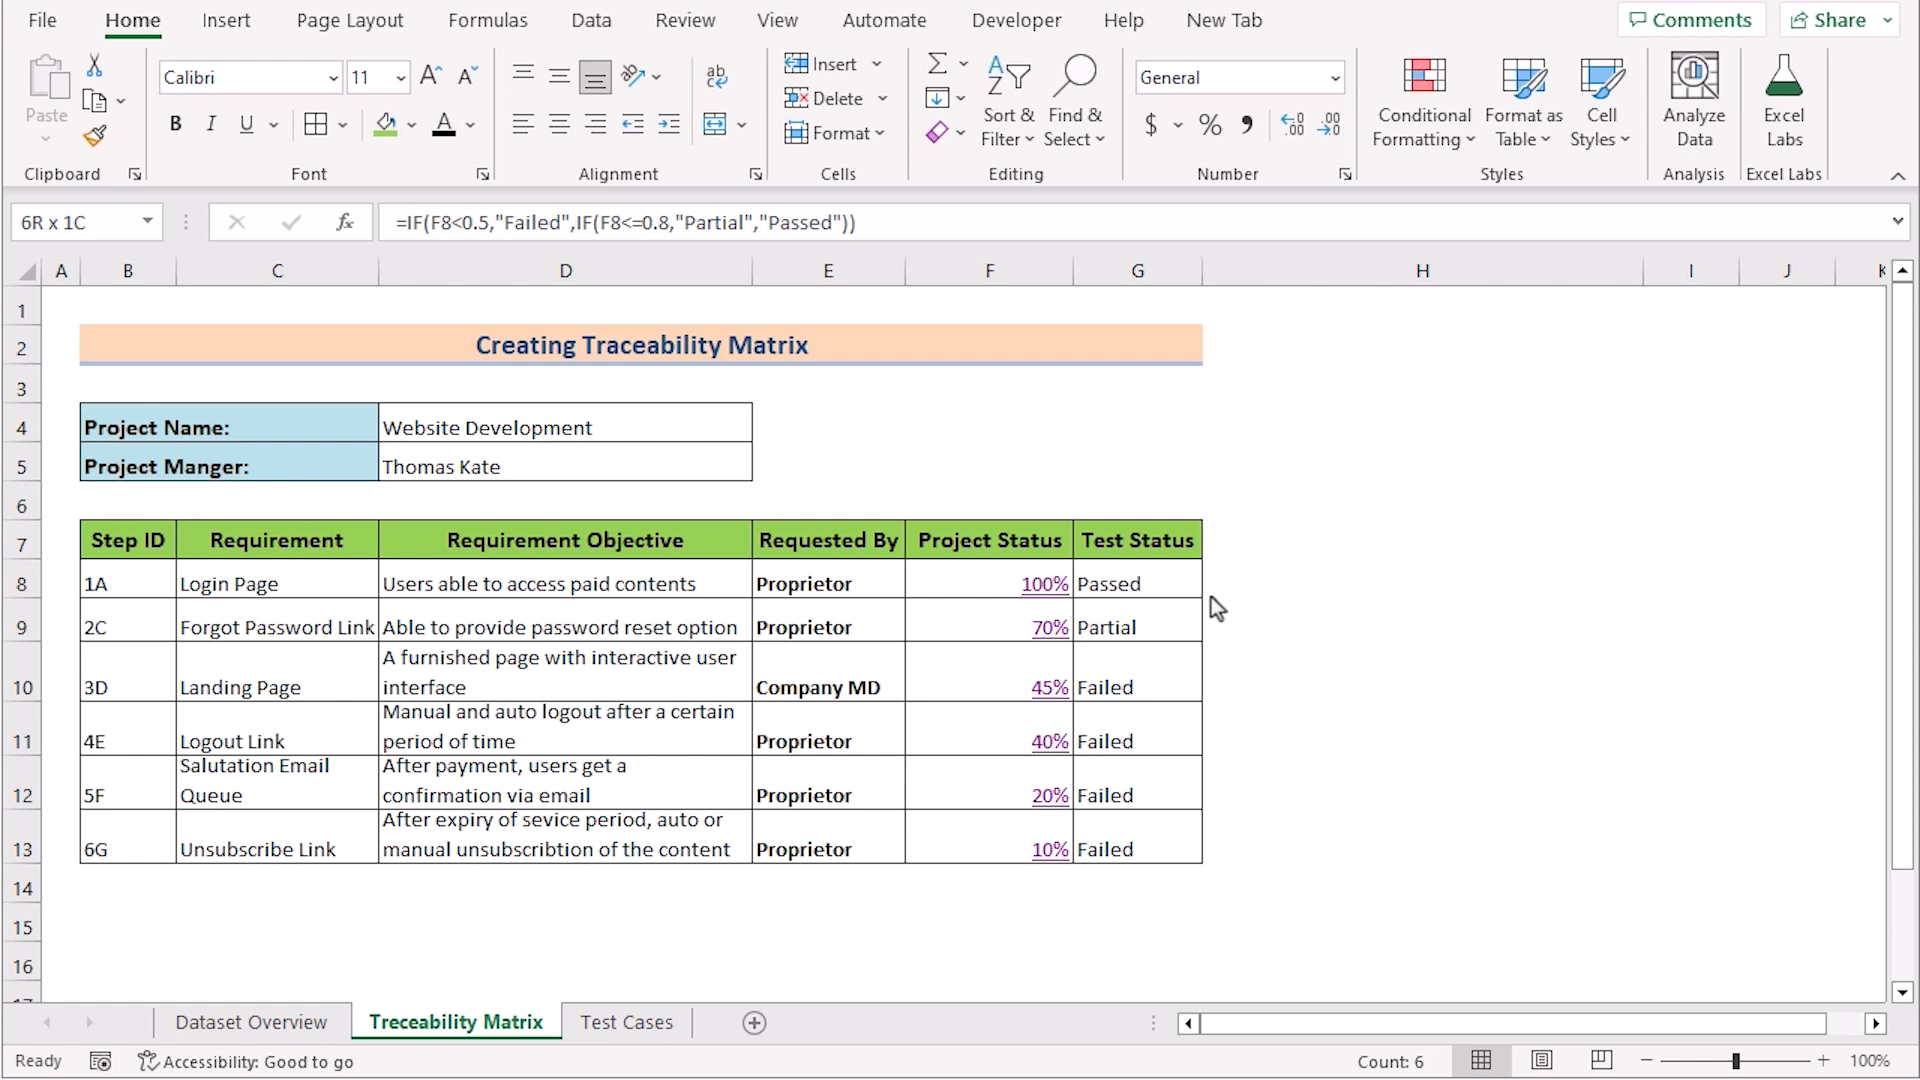 File Home Insert Page Layout Formulas Data Review View Automate Developer Help New Tab Comments Share
Paste Calibri 11 Insert Delete Format Sort & Filter Find & Select General Conditional Formatting Format as Table Cell Styles Analyze Data Excel Labs
B I U A $ % 9 .00 .00
Clipboard Font Alignment Cells Editing Number Styles Analysis Excel Labs
6R x 1C fx =IF(F8<0.5,"Failed",IF(F8<=0.8,"Partial","Passed"))
A B C D E F G H I J K
1
2 Creating Traceability Matrix
3
4 Project Name: Website Development
5 Project Manger: Thomas Kate
6
7 Step ID Requirement Requirement Objective Requested By Project Status Test Status
8 1A Login Page Users able to access paid contents Proprietor 100% Passed
9 2C Forgot Password Link Able to provide password reset option Proprietor 70% Partial
A furnished page with interactive user
10 3D Landing Page interface Company MD 45% Failed
Manual and auto logout after a certain
11 4E Logout Link period of time Proprietor 40% Failed
Salutation Email After payment, users get a
12 5F Queue confirmation via email Proprietor 20% Failed
After expiry of sevice period, auto or
13 6G Unsubscribe Link manual unsubscribtion of the content Proprietor 10% Failed
14
15
16
17
Dataset Overview Treceability Matrix Test Cases
Ready Accessibility: Good to go Count: 6 100%